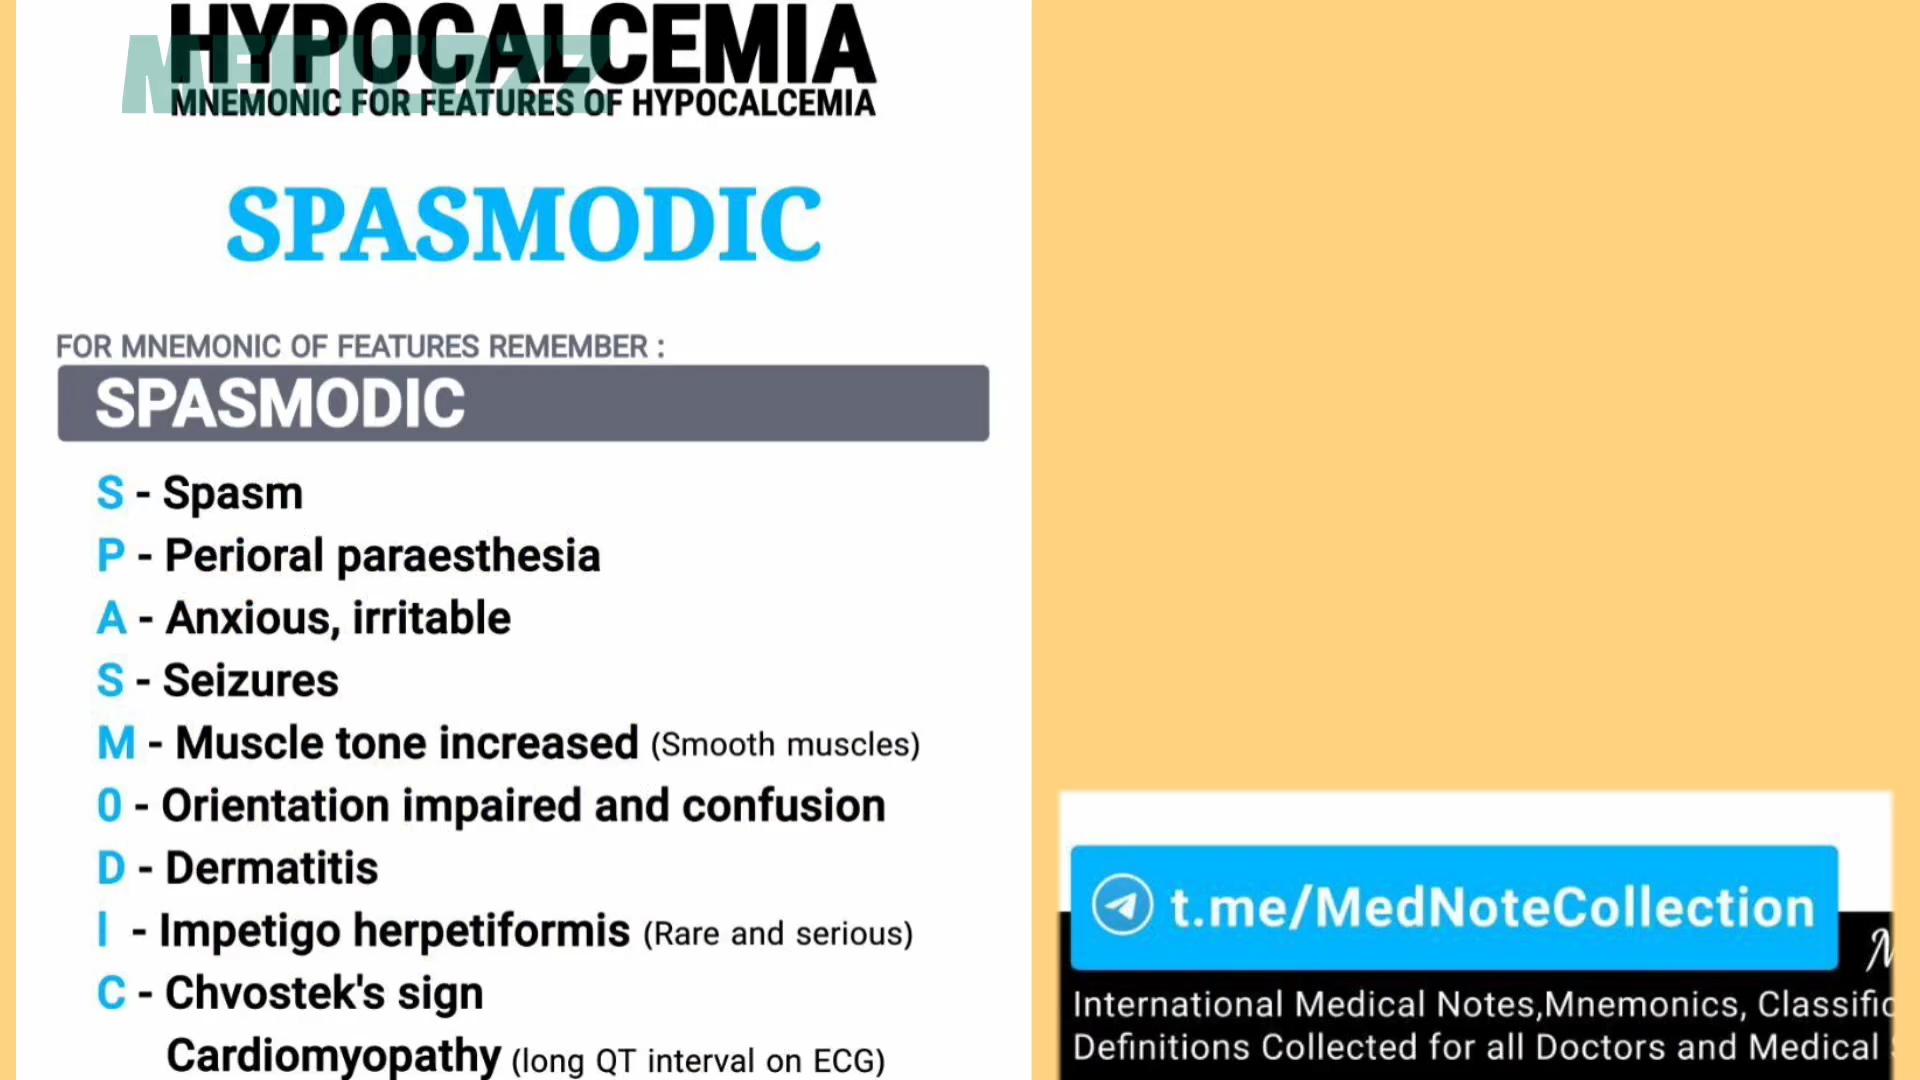 HYPOCALCEMIA
MEDICOZZ
MNEMONIC FOR FEATURES OF HYPOCALCEMIA
SPASMODIC
FOR MNEMONIC OF FEATURES REMEMBER :
SPASMODIC
S - Spasm
P - Perioral paraesthesia
A - Anxious, irritable
S - Seizures
M - Muscle tone increased (Smooth muscles)
0 - Orientation impaired and confusion
D - Dermatitis
I - Impetigo herpetiformis (Rare and serious)
C - Chvostek's sign
Cardiomyopathy (long QT interval on ECG)
t.me/MedNoteCollection
International Medical Notes,Mnemonics,
Definitions Collected for all Doctors and Medical